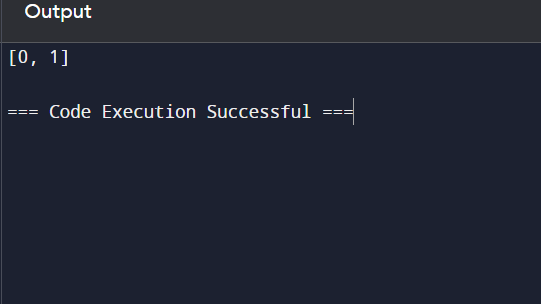 Output
[0, 1]
=== Code Execution Successful ===